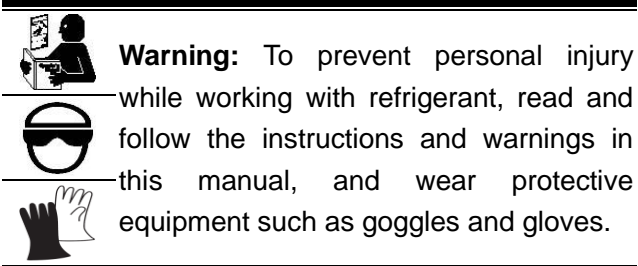 Warning: To prevent personal injury
while working with refrigerant, read and
follow the instructions and warnings in
this manual, and wear protective
equipment such as goggles and gloves.